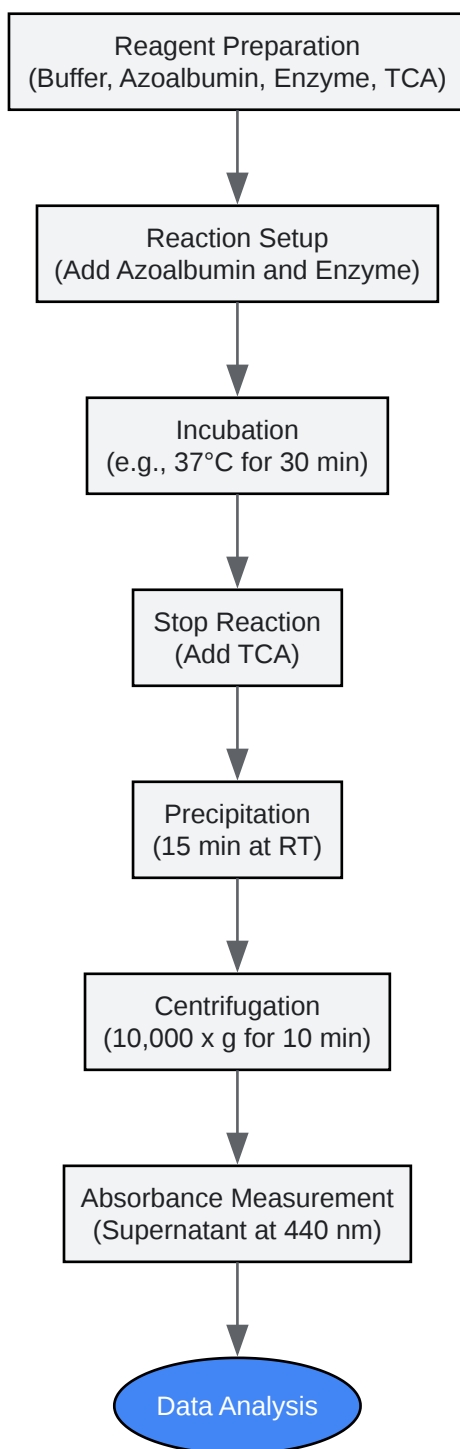 Reagent Preparation
(Buffer, Azoalbumin, Enzyme, TCA)
Reaction Setup
(Add Azoalbumin and Enzyme)
Incubation
(e.g., 37°C for 30 min)
Stop Reaction
(Add TCA)
Precipitation
(15 min at RT)
Centrifugation
(10,000 x g for 10 min)
Absorbance Measurement
(Supernatant at 440 nm)
Data Analysis